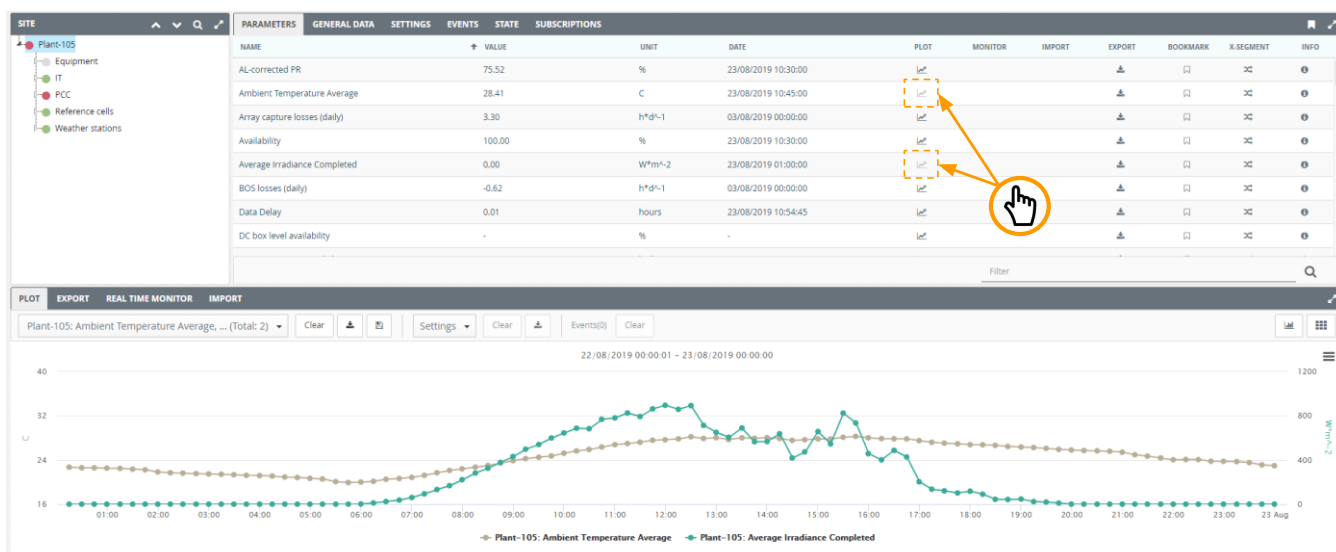 SITE
Plant-105
Equipment
IT
PCC
Reference cells
Weather stations
PARAMETERS GENERAL DATA SETTINGS EVENTS STATE SUBSCRIPTIONS
NAME VALUE UNIT DATE PLOT MONITOR IMPORT EXPORT BOOKMARK X-SEGMENT INFO
AL-corrected PR 75.52 % 23/08/2019 10:30:00
Ambient Temperature Average 28.41 C 23/08/2019 10:45:00
Array capture losses (daily) 3.30 h*d^-1 03/08/2019 00:00:00
Availability 100.00 % 23/08/2019 10:30:00
Average Irradiance Completed 0.00 W*m^-2 23/08/2019 01:00:00
BOS losses (daily) -0.62 h*d^-1 03/08/2019 00:00:00
Data Delay 0.01 hours 23/08/2019 10:54:45
DC box level availability - % -
Filter
PLOT EXPORT REAL TIME MONITOR IMPORT
Plant-105: Ambient Temperature Average, ... (Total: 2) Clear Settings Clear Events(0) Clear
22/08/2019 00:00:01 - 23/08/2019 00:00:00
40 1200
32 800
C W*m^-2
24 400
16 0
01:00 02:00 03:00 04:00 05:00 06:00 07:00 08:00 09:00 10:00 11:00 12:00 13:00 14:00 15:00 16:00 17:00 18:00 19:00 20:00 21:00 22:00 23:00 23 Aug
Plant-105: Ambient Temperature Average Plant-105: Average Irradiance Completed